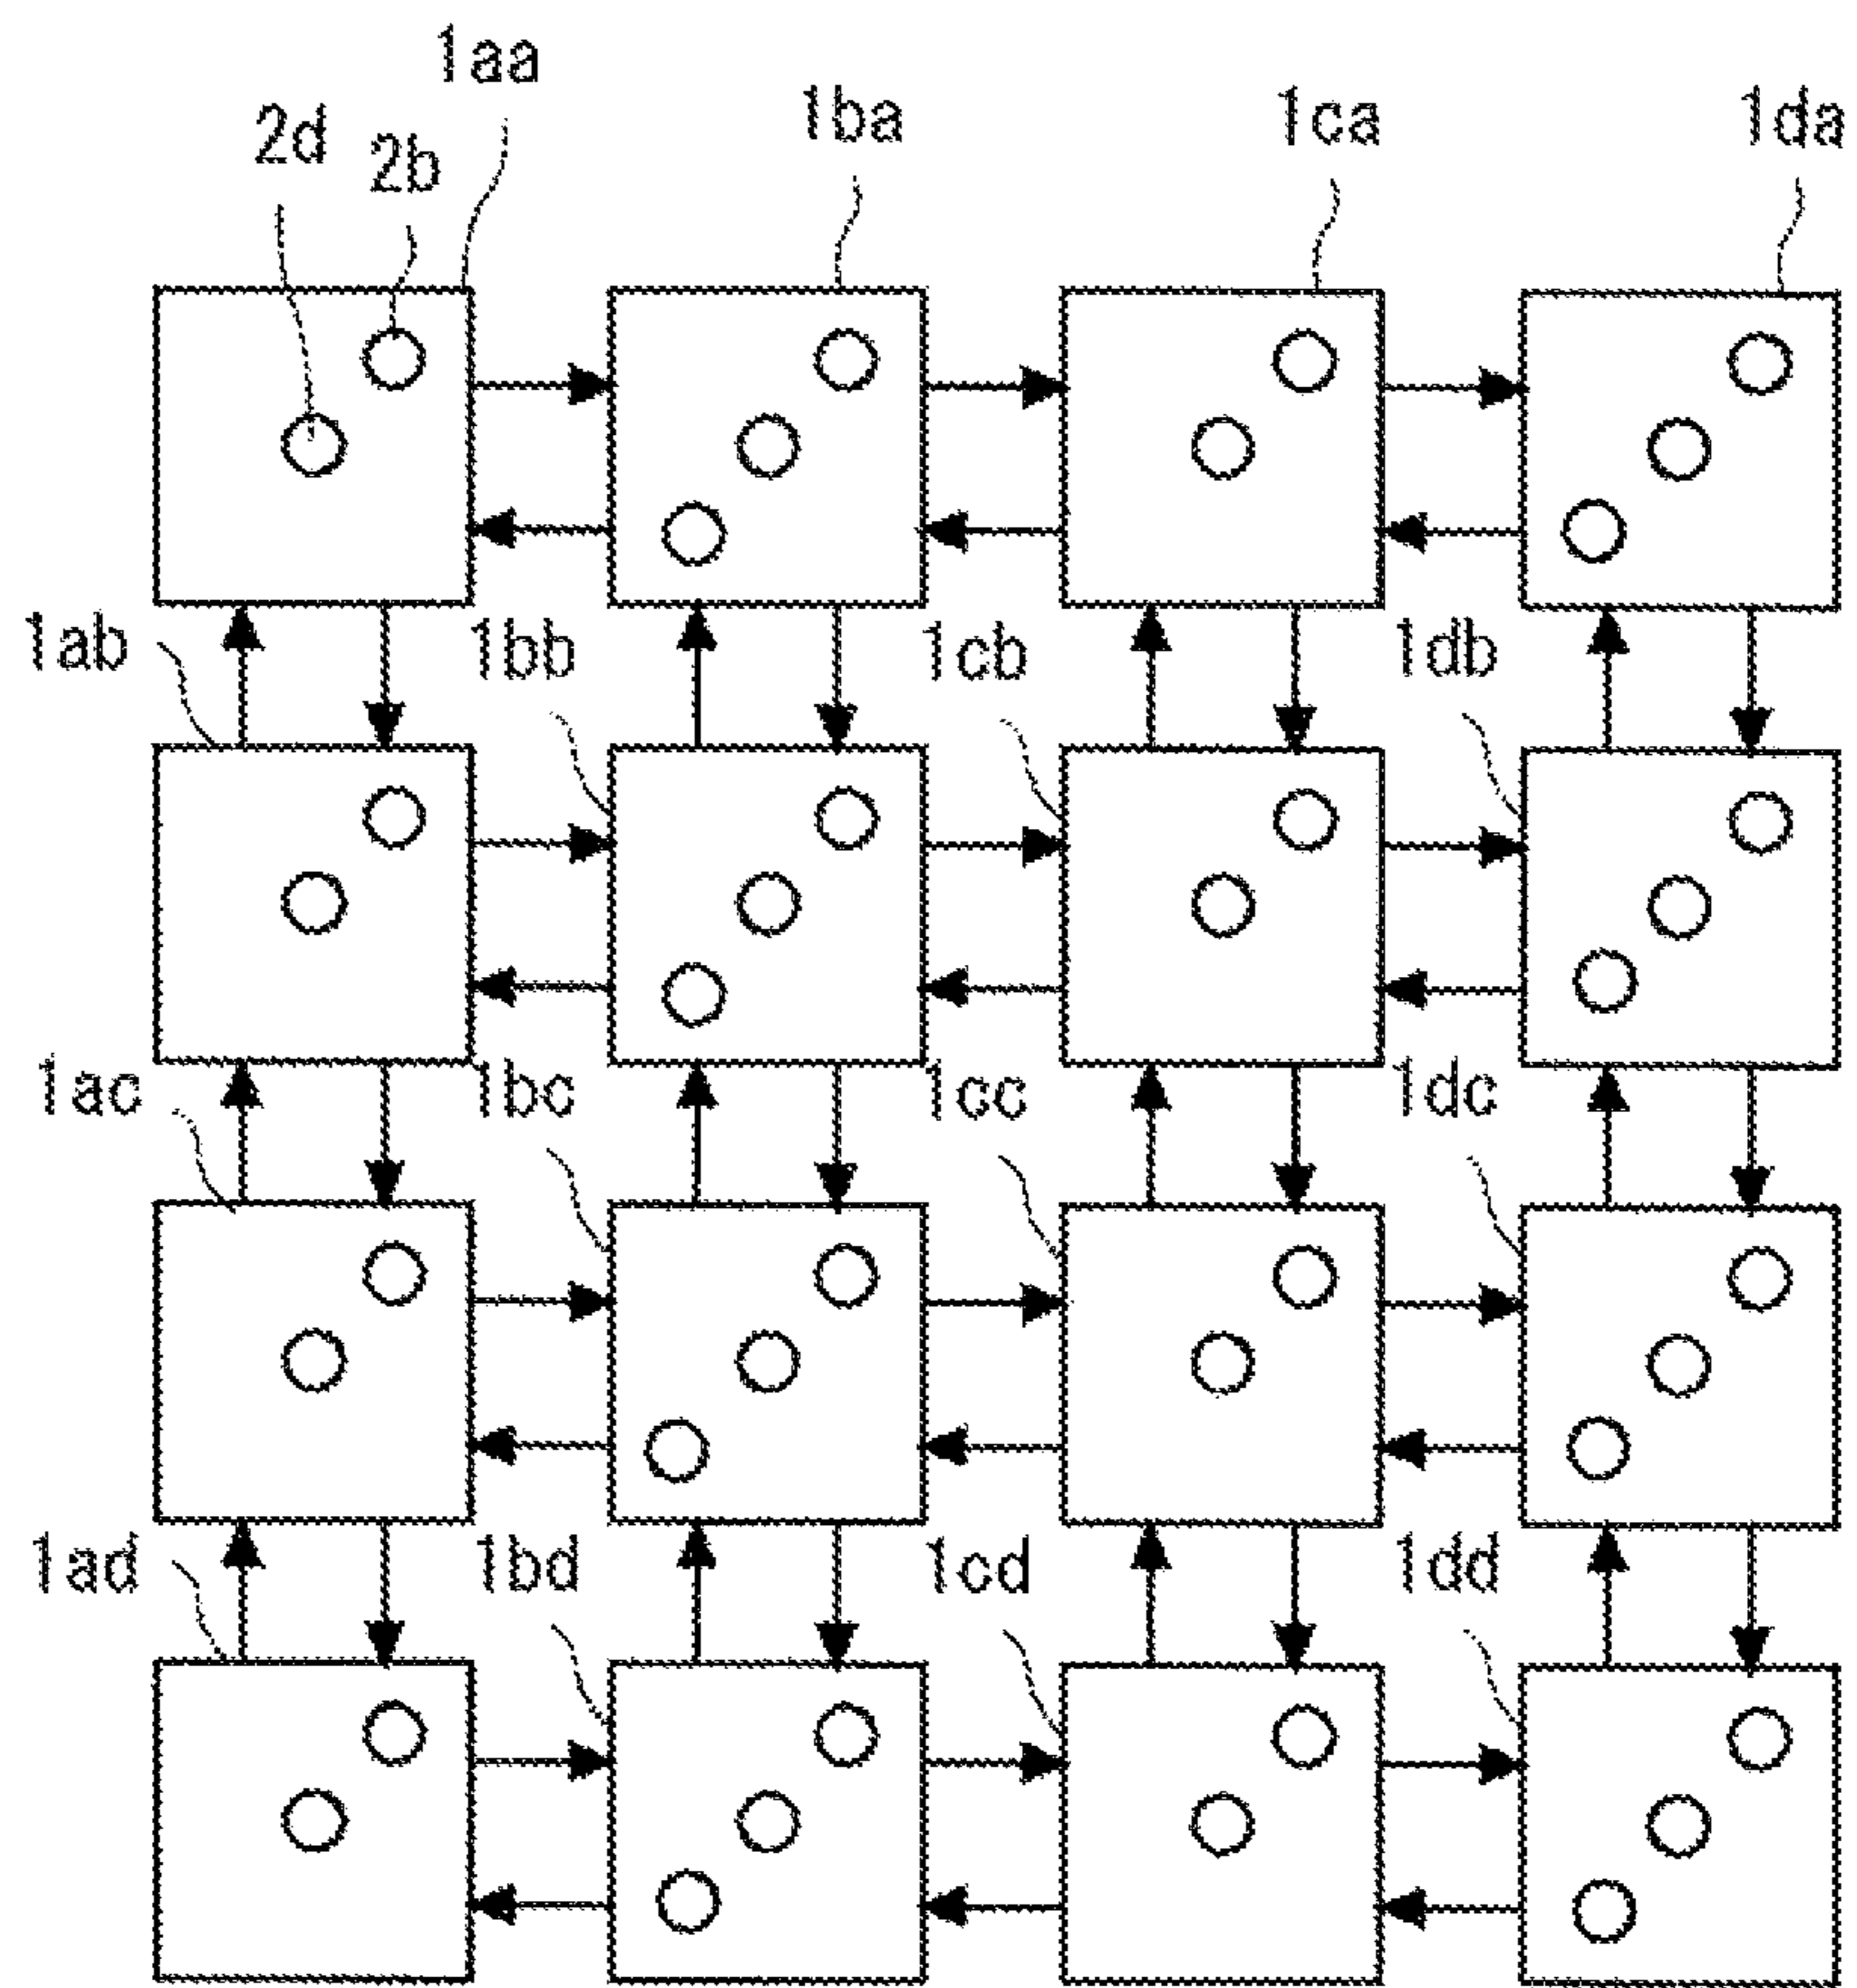 1aa
2d 2b 1ba 1ca 1da
1ab 1bb 1cb 1db
1ac 1bc 1cc 1dc
1ad 1bd 1cd 1dd